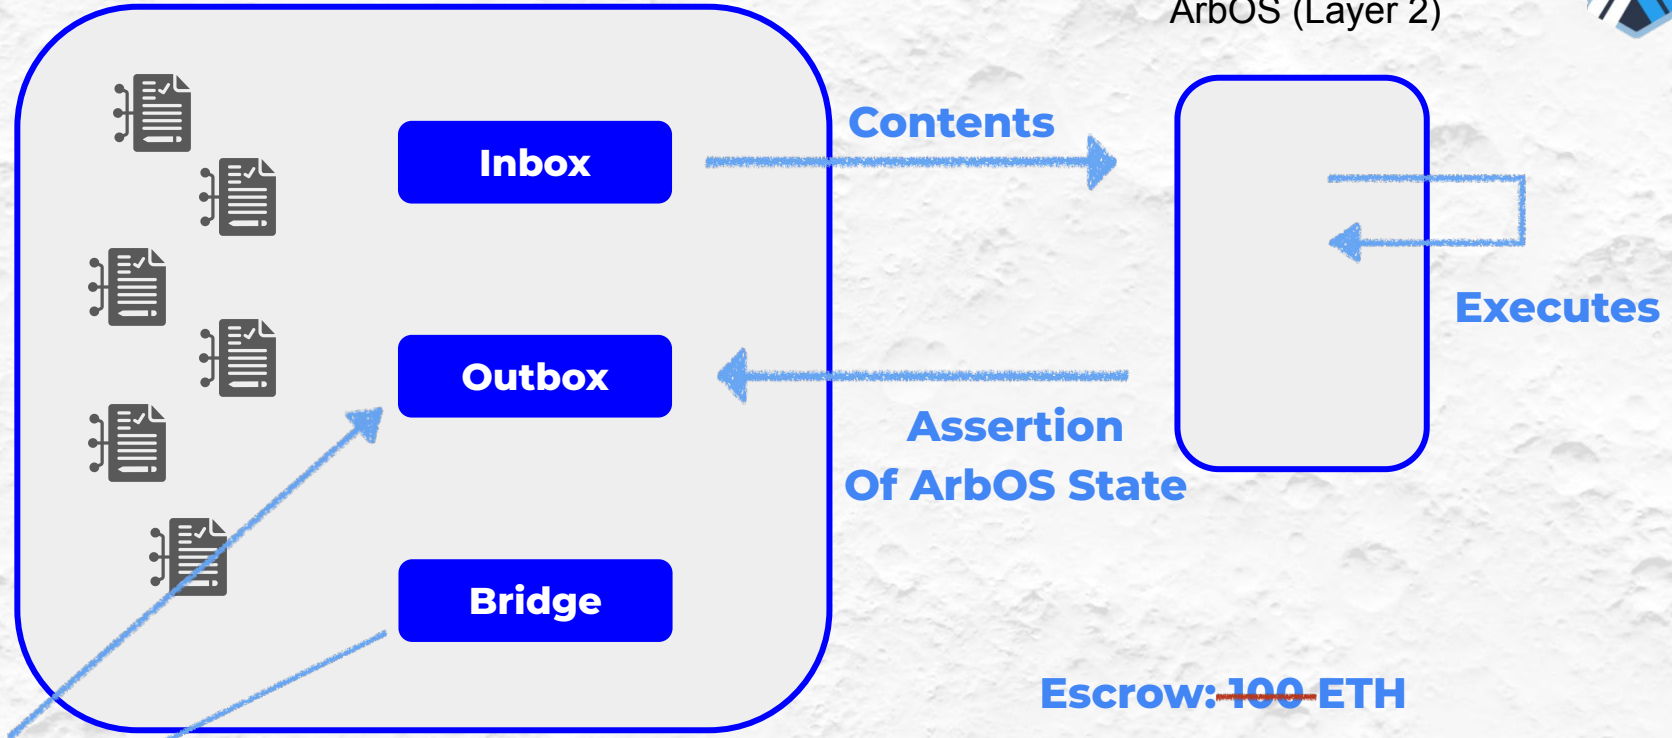 ArbOS (Layer 2)
Contents
Inbox
Executes
Outbox
Assertion
Of ArbOS State
Bridge
Escrow: 100 ETH